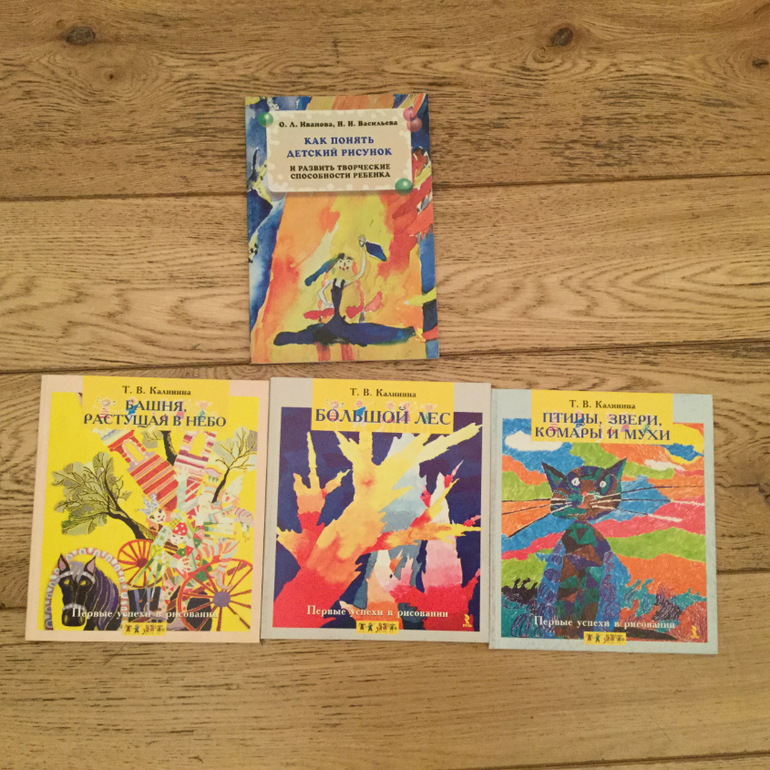 О. Л. Иванова, И. И. Васильева
КАК ПОНЯТЬ
ДЕТСКИЙ РИСУНОК
И РАЗВИТЬ ТВОРЧЕСКИЕ
СПОСОБНОСТИ РЕБЕНКА
Т. В. Калинина
БАШНЯ,
РАСТУЩАЯ В НЕБО
Первые успехи в рисовании
Т. В. Калинина
БОЛЬШОЙ ЛЕС
Первые успехи в рисовании
Т. В. Калинина
ПТИЦЫ, ЗВЕРИ,
КОМАРЫ И МУХИ
Первые успехи в рисовании